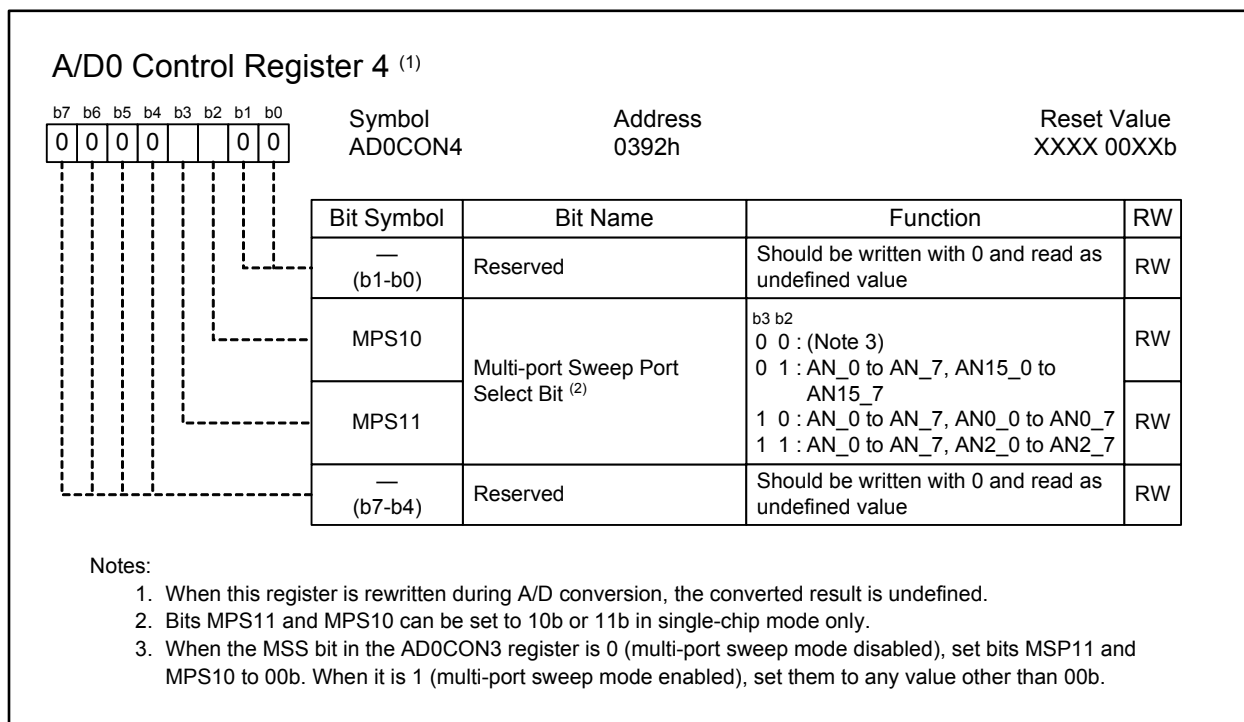 A/D0 Control Register 4 (1)
b7 b6 b5 b4 b3 b2 b1 b0
0 0 0 0 0 0
Symbol Address Reset Value
AD0CON4 0392h XXXX 00XXb
Bit Symbol Bit Name Function RW
— (b1-b0) Reserved Should be written with 0 and read as
undefined value RW
MPS10 Multi-port Sweep Port
Select Bit (2) b3 b2
0 0 : (Note 3) RW
0 1 : AN_0 to AN_7, AN15_0 to
AN15_7
MPS11 1 0 : AN_0 to AN_7, AN0_0 to AN0_7 RW
1 1 : AN_0 to AN_7, AN2_0 to AN2_7
— (b7-b4) Reserved Should be written with 0 and read as
undefined value RW
Notes:
1. When this register is rewritten during A/D conversion, the converted result is undefined.
2. Bits MPS11 and MPS10 can be set to 10b or 11b in single-chip mode only.
3. When the MSS bit in the AD0CON3 register is 0 (multi-port sweep mode disabled), set bits MSP11 and
MPS10 to 00b. When it is 1 (multi-port sweep mode enabled), set them to any value other than 00b.